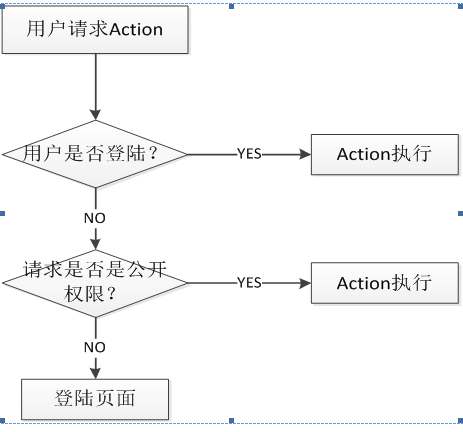 用户请求Action
用户是否登陆？
YES
Action执行
NO
请求是否是公开
权限？
YES
Action执行
NO
登陆页面